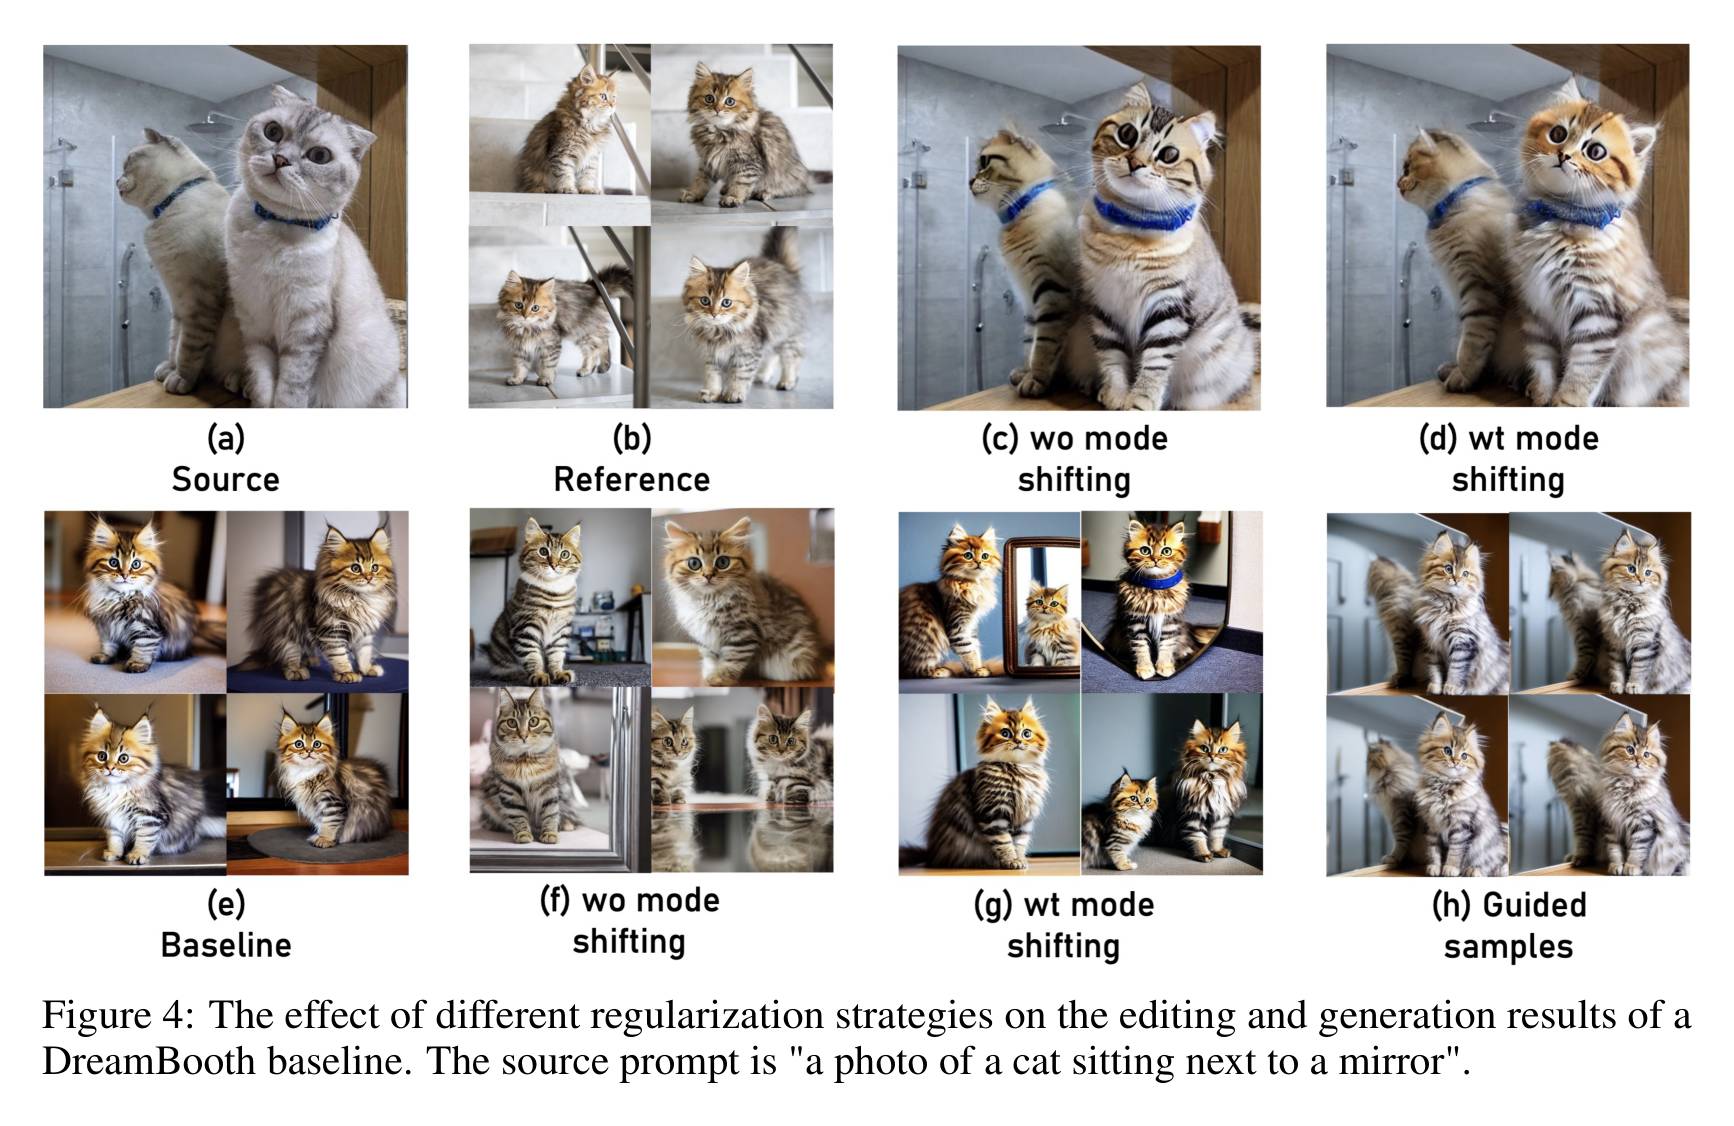 (a)
Source
(b)
Reference
(c) wo mode
shifting
(d) wt mode
shifting
(e)
Baseline
(f) wo mode
shifting
(g) wt mode
shifting
(h) Guided
samples
Figure 4: The effect of different regularization strategies on the editing and generation results of a
DreamBooth baseline. The source prompt is "a photo of a cat sitting next to a mirror".